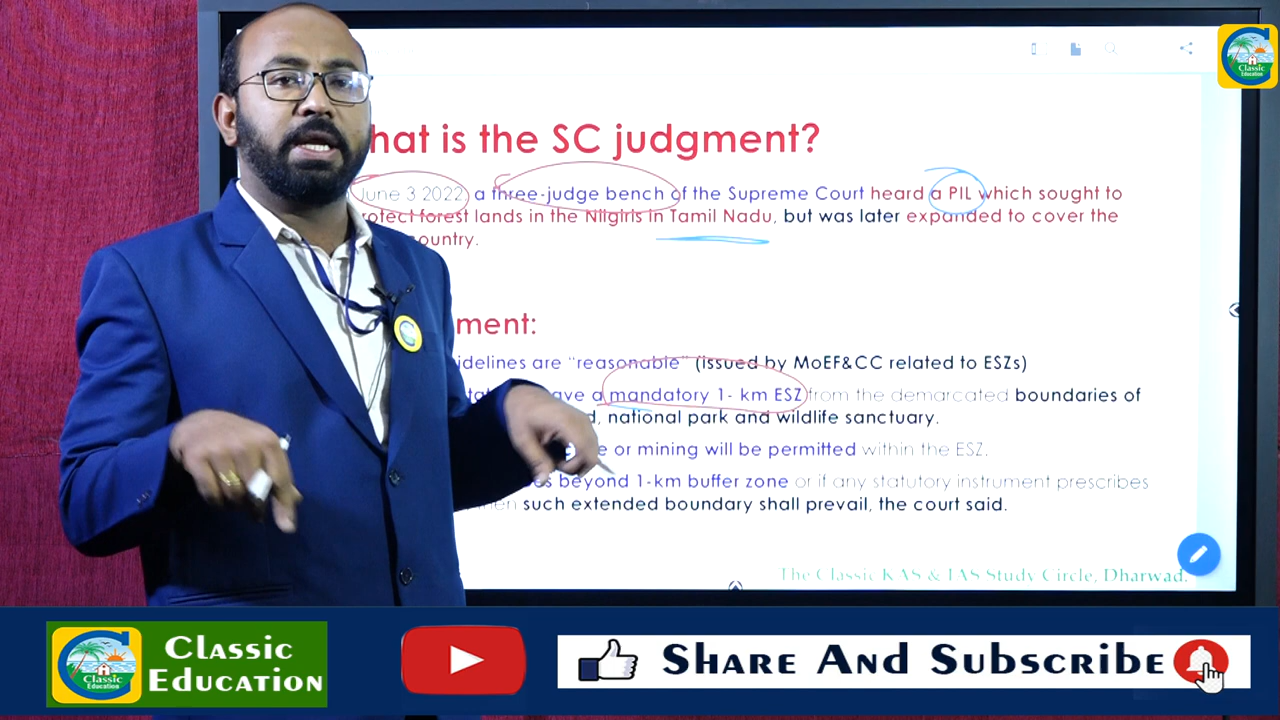 Classic
Education
hat is the SC judgment?
June 3 2022, a three-judge bench of the Supreme Court heard a PIL which sought to
rotect forest lands in the Nilgiris in Tamil Nadu, but was later expanded to cover the
country.
ment:
idelines are “reasonable” (issued by MoEF&CC related to ESZs)
ave a mandatory 1- km ESZ from the demarcated boundaries of
national park and wildlife sanctuary.
or mining will be permitted within the ESZ.
beyond 1-km buffer zone or if any statutory instrument prescribes
such extended boundary shall prevail, the court said.
The Classic KAS & IAS Study Circle, Dharwad.
Classic
Education
Classic
Education
Share And Subscribe